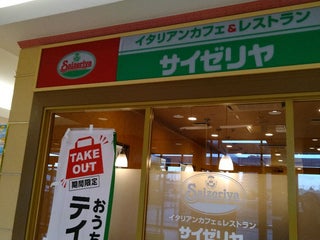 Saizeriya
イタリアンカフェ&レストラン
サイゼリヤ
TAKE
OUT
期間限定
おうち
テイ
Saizeriya
イタリアンカフェ&レストラン
サイゼリヤ